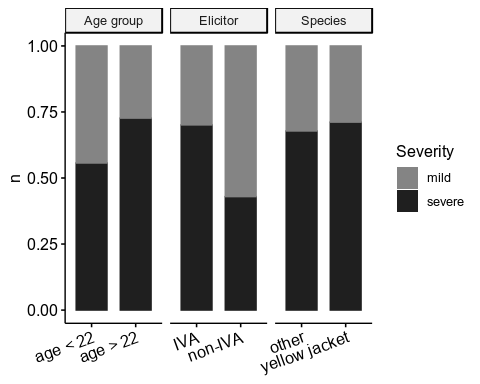 Age group
Elicitor
Species
1.00
0.75
0.50
0.25
0.00
n
age < 22
age > 22
IVA
non-IVA
other
yellow jacket
Severity
mild
severe